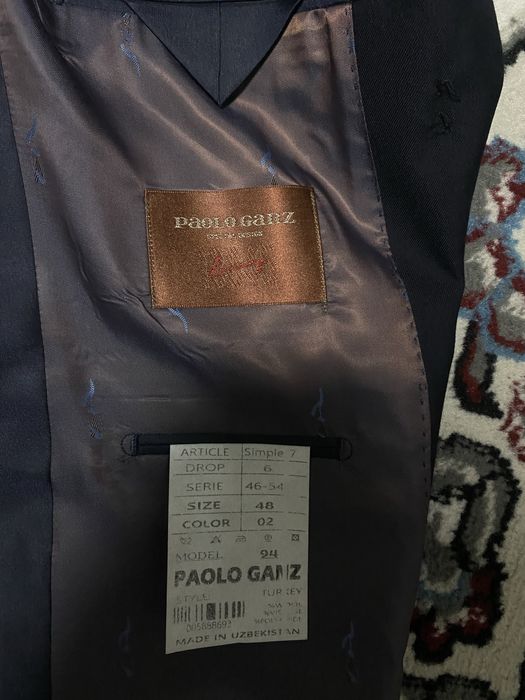 PAOLO GANZ
ARTICLE Simple 7
DROP 6
SERIE 46-54
SIZE 48
COLOR 02
MODEL 24
PAOLO GANZ
STYLE TURKEY
005888692
MADE IN UZBEKISTAN